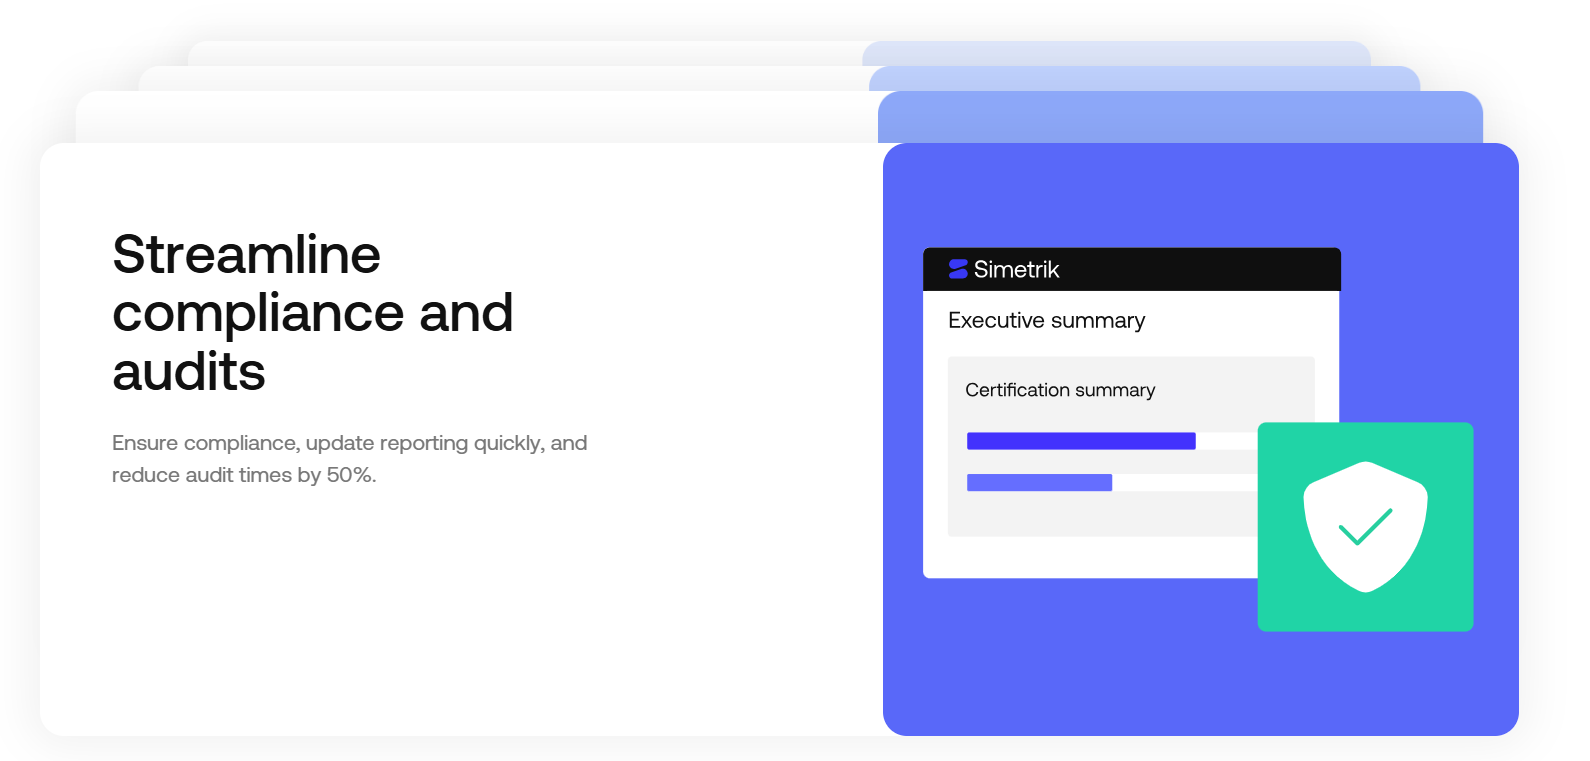 Streamline
compliance and
audits
Ensure compliance, update reporting quickly, and
reduce audit times by 50%.
Simetrik
Executive summary
Certification summary